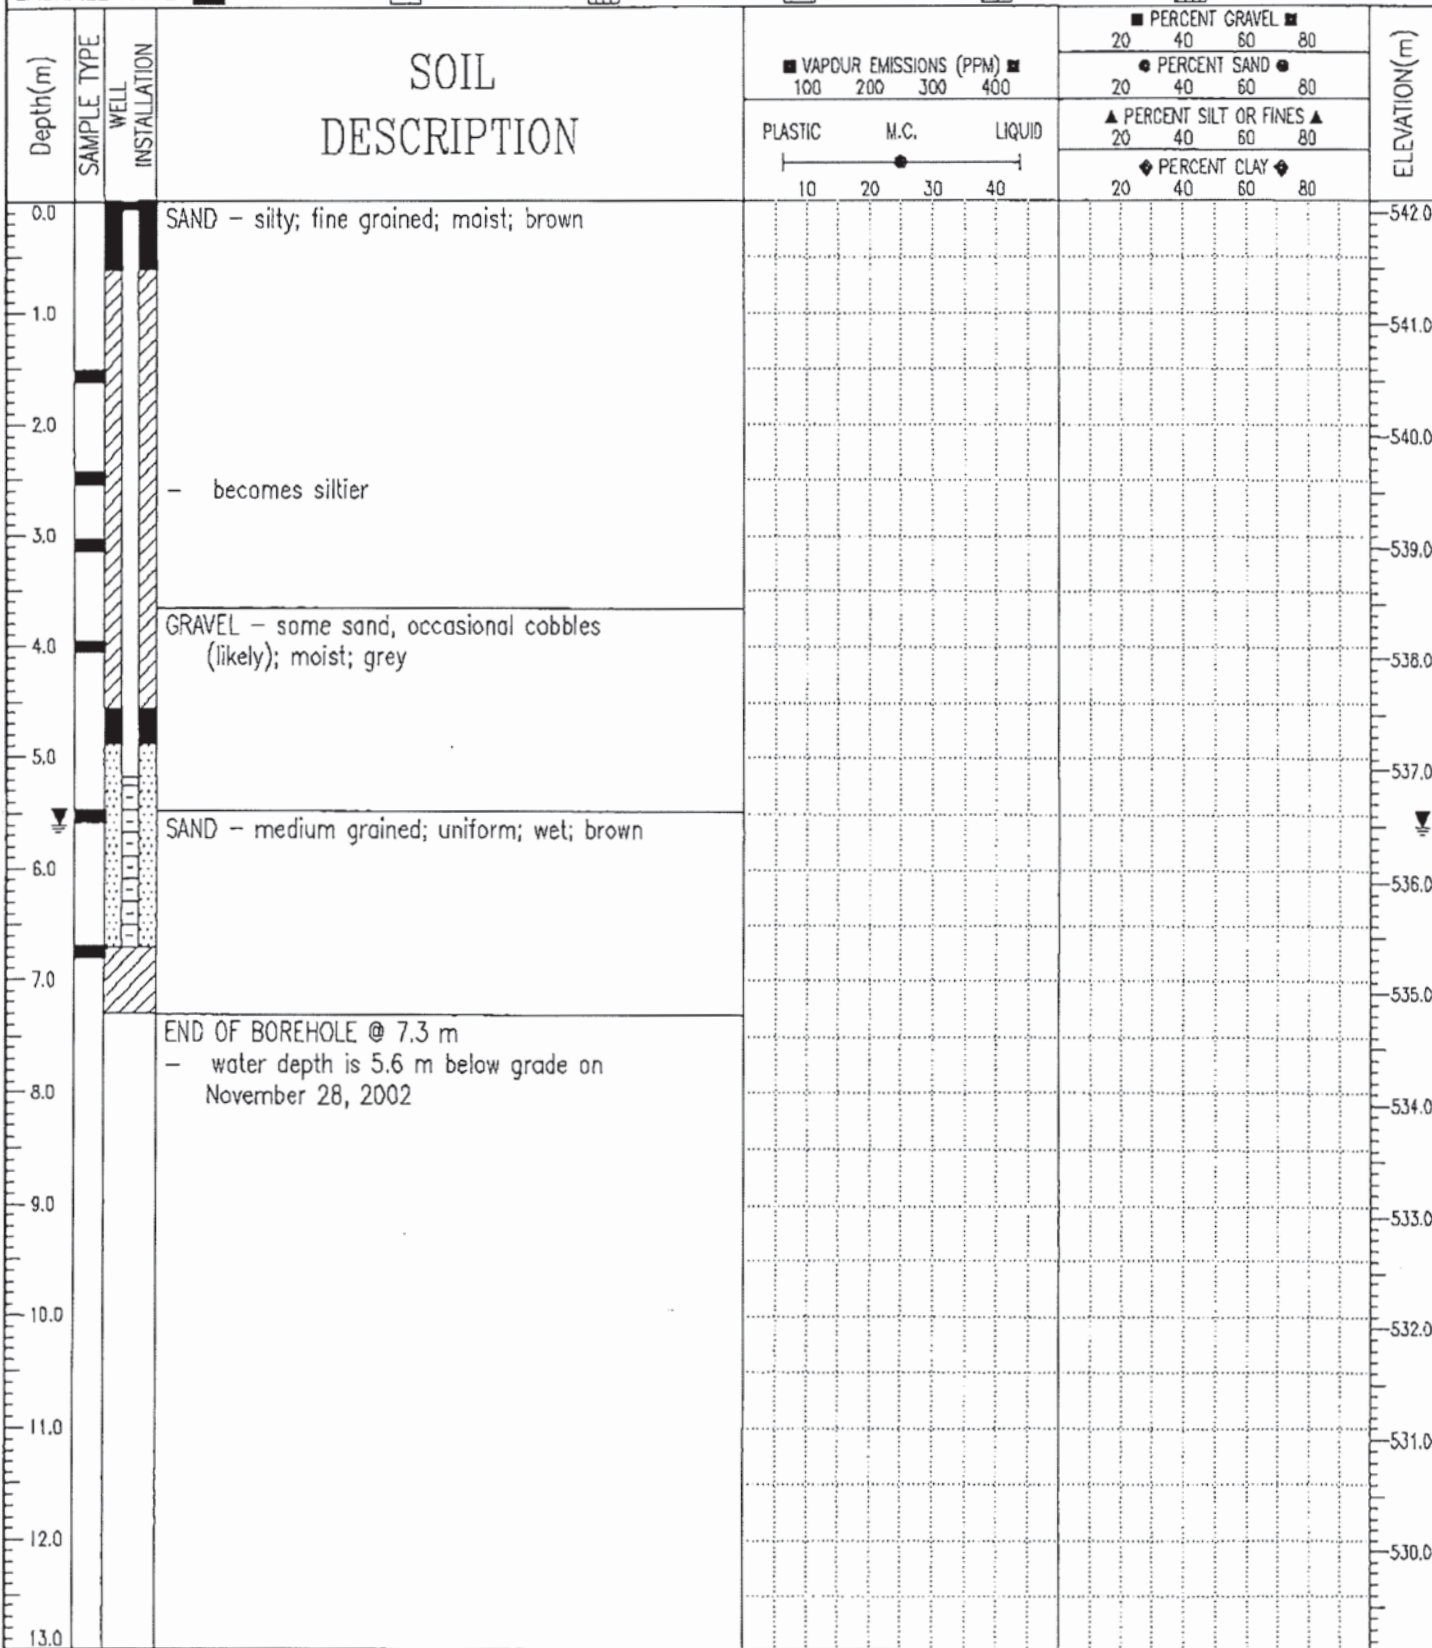 Depth(m)
SAMPLE TYPE
WELL
INSTALLATION
SOIL
DESCRIPTION
■ VAPOUR EMISSIONS (PPM) ■
100 200 300 400
PLASTIC M.C. LIQUID
10 20 30 40
■ PERCENT GRAVEL ■
20 40 60 80
● PERCENT SAND ●
20 40 60 80
▲ PERCENT SILT OR FINES ▲
20 40 60 80
◆ PERCENT CLAY ◆
20 40 60 80
ELEVATION(m)
0.0
SAND – silty; fine grained; moist; brown
542.0
1.0
541.0
2.0
540.0
– becomes siltier
3.0
539.0
GRAVEL – some sand, occasional cobbles
(likely); moist; grey
4.0
538.0
5.0
537.0
SAND – medium grained; uniform; wet; brown
6.0
536.0
7.0
535.0
END OF BOREHOLE @ 7.3 m
– water depth is 5.6 m below grade on
November 28, 2002
8.0
534.0
9.0
533.0
10.0
532.0
11.0
531.0
12.0
530.0
13.0